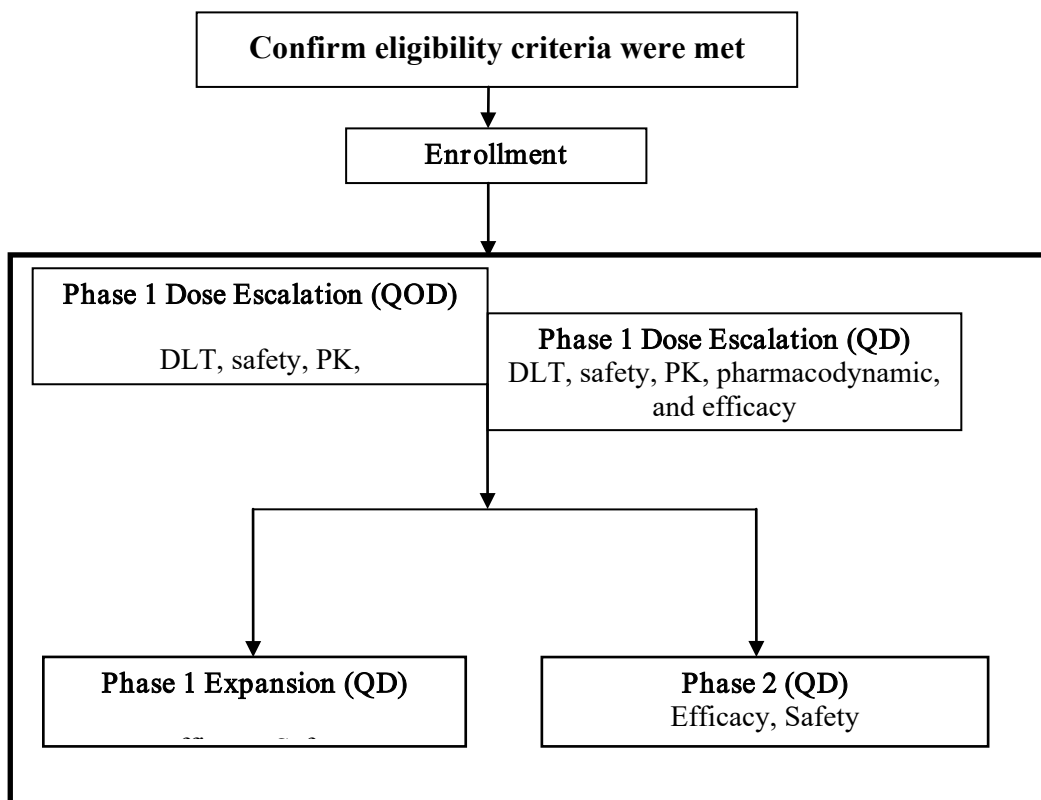 Confirm eligibility criteria were met
Enrollment
Phase 1 Dose Escalation (QOD)
DLT, safety, PK,
Phase 1 Dose Escalation (QD)
DLT, safety, PK, pharmacodynamic,
and efficacy
Phase 1 Expansion (QD)
Phase 2 (QD)
Efficacy, Safety